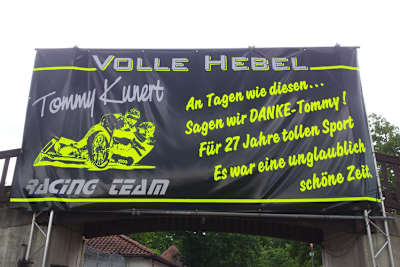 VOLLE HEBEL
Tommy Kunert
An Tagen wie diesen...
Sagen wir DANKE-Tommy!
Für 27 Jahre tollen Sport
Es war eine unglaublich
schöne Zeit.
RACING TEAM